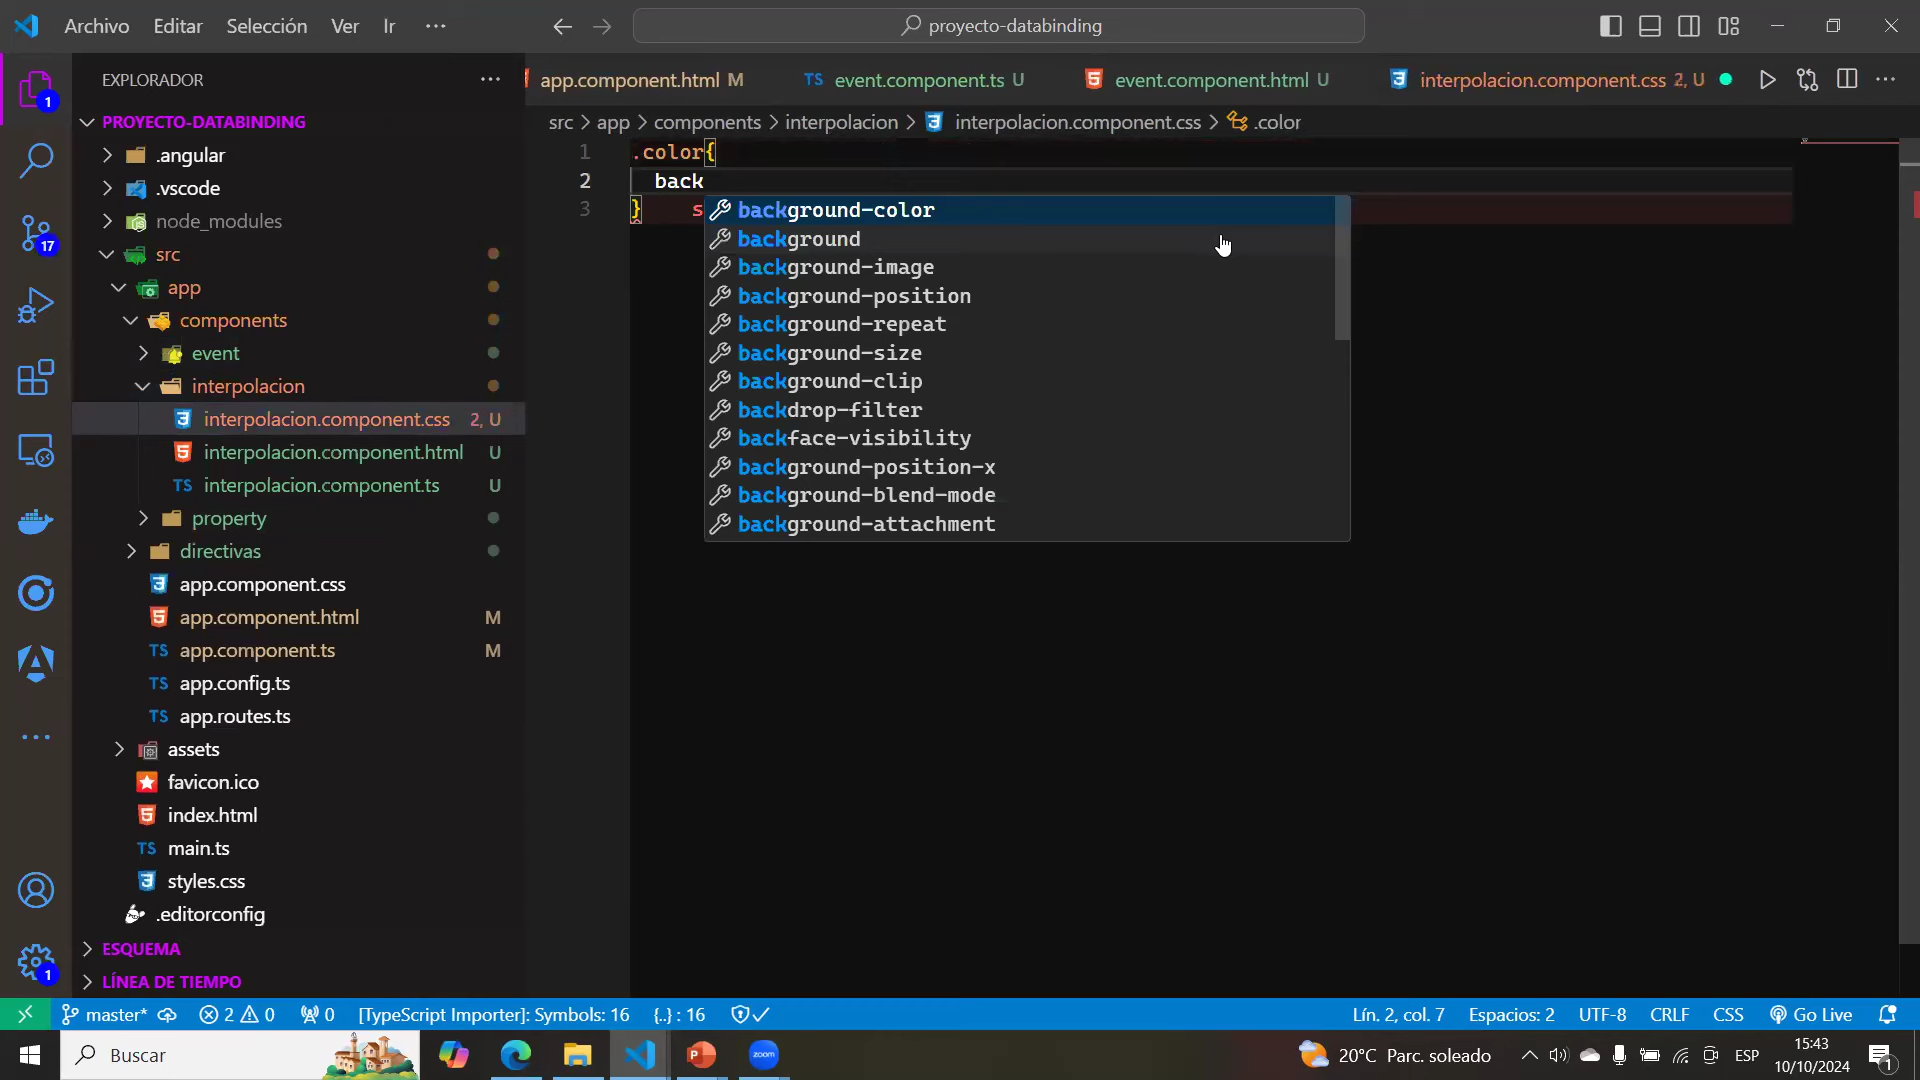 Archivo Editar Selección Ver Ir ··· proyecto-databinding
EXPLORADOR ···
app.component.html M event.component.ts U event.component.html U interpolacion.component.css 2, U
src > app > components > interpolacion > interpolacion.component.css > .color
PROYECTO-DATABINDING
.angular
.vscode
node_modules
src
app
components
event
interpolacion
interpolacion.component.css 2, U
interpolacion.component.html U
TS interpolacion.component.ts U
property
directivas
app.component.css
app.component.html M
TS app.component.ts M
TS app.config.ts
TS app.routes.ts
assets
favicon.ico
index.html
TS main.ts
styles.css
.editorconfig
ESQUEMA
LÍNEA DE TIEMPO
1
17
1
1 .color{
2 back
3 } s
background-color
background
background-image
background-position
background-repeat
background-size
background-clip
backdrop-filter
backface-visibility
background-position-x
background-blend-mode
background-attachment
master* 2 0 0 [TypeScript Importer]: Symbols: 16 {..} : 16 Lín. 2, col. 7 Espacios: 2 UTF-8 CRLF CSS Go Live
Buscar zoom 20°C Parc. soleado ESP 15:43
10/10/2024 1